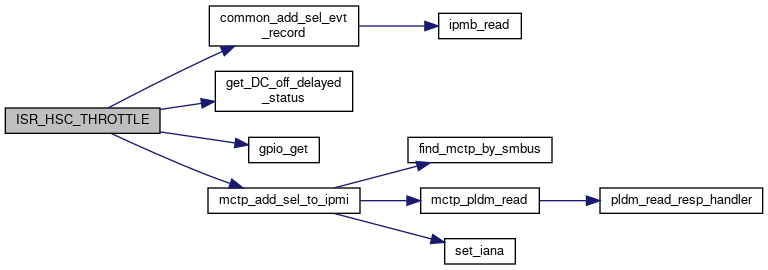 common_add_sel_evt
_record
ipmb_read
get_DC_off_delayed
_status
ISR_HSC_THROTTLE
gpio_get
find_mctp_by_smbus
mctp_add_sel_to_ipmi
mctp_pldm_read
pldm_read_resp_handler
set_iana